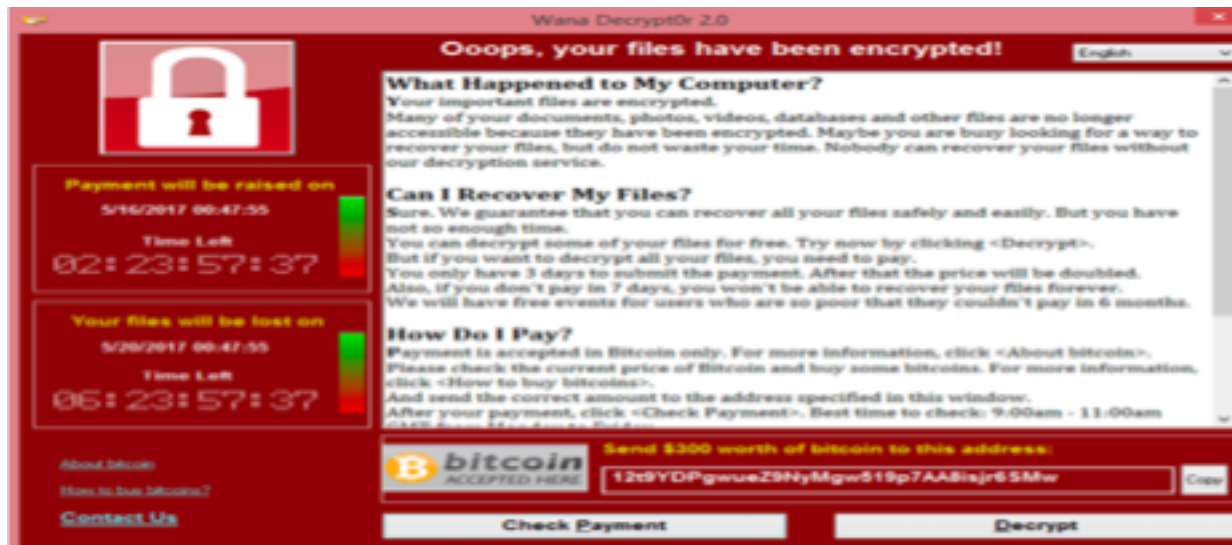 Wana Decrypt0r 2.0
Ooops, your files have been encrypted!
English
What Happened to My Computer?
Your important files are encrypted.
Many of your documents, photos, videos, databases and other files are no longer
accessible because they have been encrypted. Maybe you are busy looking for a way to
recover your files, but do not waste your time. Nobody can recover your files without
our decryption service.
Can I Recover My Files?
Sure. We guarantee that you can recover all your files safely and easily. But you have
not so enough time.
You can decrypt some of your files for free. Try now by clicking <Decrypt>.
But if you want to decrypt all your files, you need to pay.
You only have 3 days to submit the payment. After that the price will be doubled.
Also, if you don't pay in 7 days, you won't be able to recover your files forever.
We will have free events for users who are so poor that they couldn't pay in 6 months.
How Do I Pay?
Payment is accepted in Bitcoin only. For more information, click <About bitcoin>.
Please check the current price of Bitcoin and buy some bitcoins. For more information,
click <How to buy bitcoins>.
And send the correct amount to the address specified in this window.
After your payment, click <Check Payment>. Best time to check: 9:00am - 11:00am
GMT from Monday to Friday.
Payment will be raised on
5/16/2017 00:47:55
Time Left
02:23:57:37
Your files will be lost on
5/20/2017 00:47:55
Time Left
06:23:57:37
About bitcoin
How to buy bitcoins?
Contact Us
bitcoin
ACCEPTED HERE
Send $300 worth of bitcoin to this address:
12t9YDPgwueZ9NyMgw519p7AA8isjr6SMw
Copy
Check Payment
Decrypt